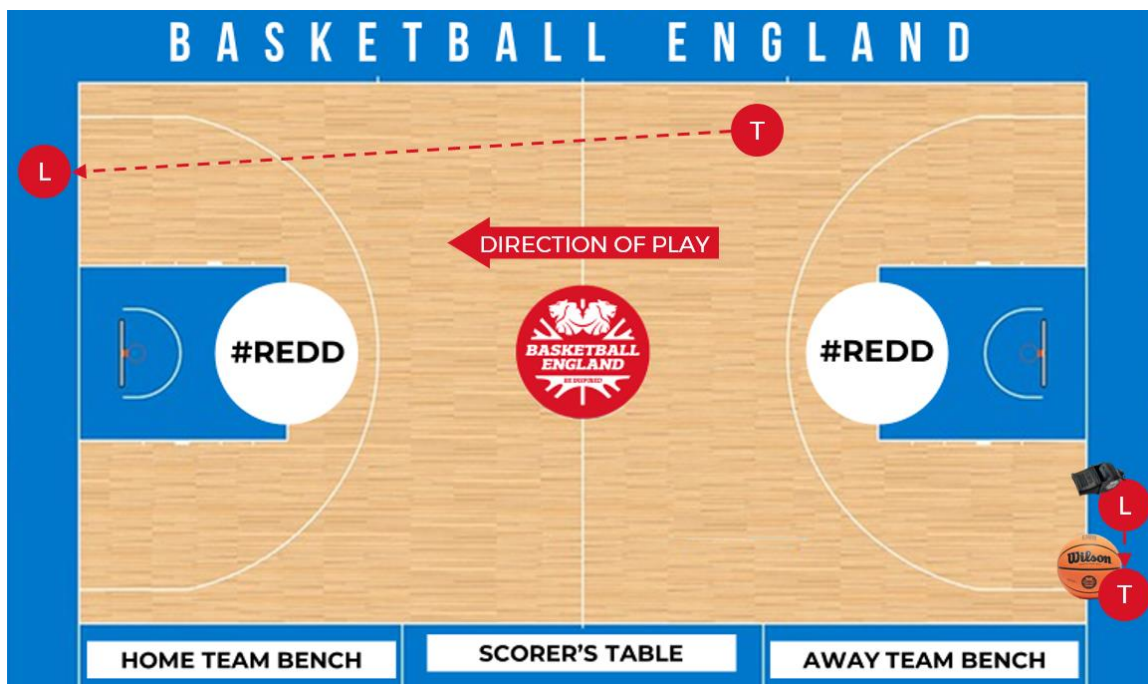 BASKETBALL ENGLAND
T
L
DIRECTION OF PLAY
#REDD
BASKETBALL
ENGLAND
#REDD
L
Wilson
T
HOME TEAM BENCH
SCORER'S TABLE
AWAY TEAM BENCH